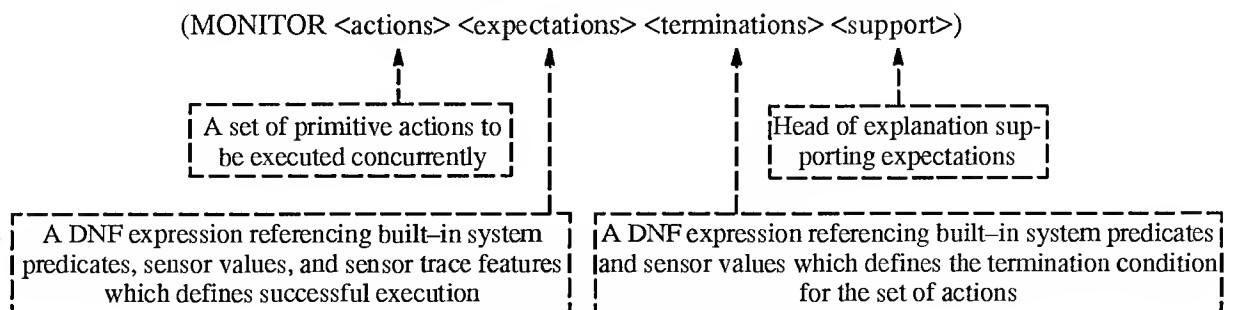 (MONITOR <actions> <expectations> <terminations> <support>)
A set of primitive actions to
be executed concurrently
Head of explanation sup-
porting expectations
A DNF expression referencing built–in system
predicates, sensor values, and sensor trace features
which defines successful execution
A DNF expression referencing built–in system predicates
and sensor values which defines the termination condition
for the set of actions